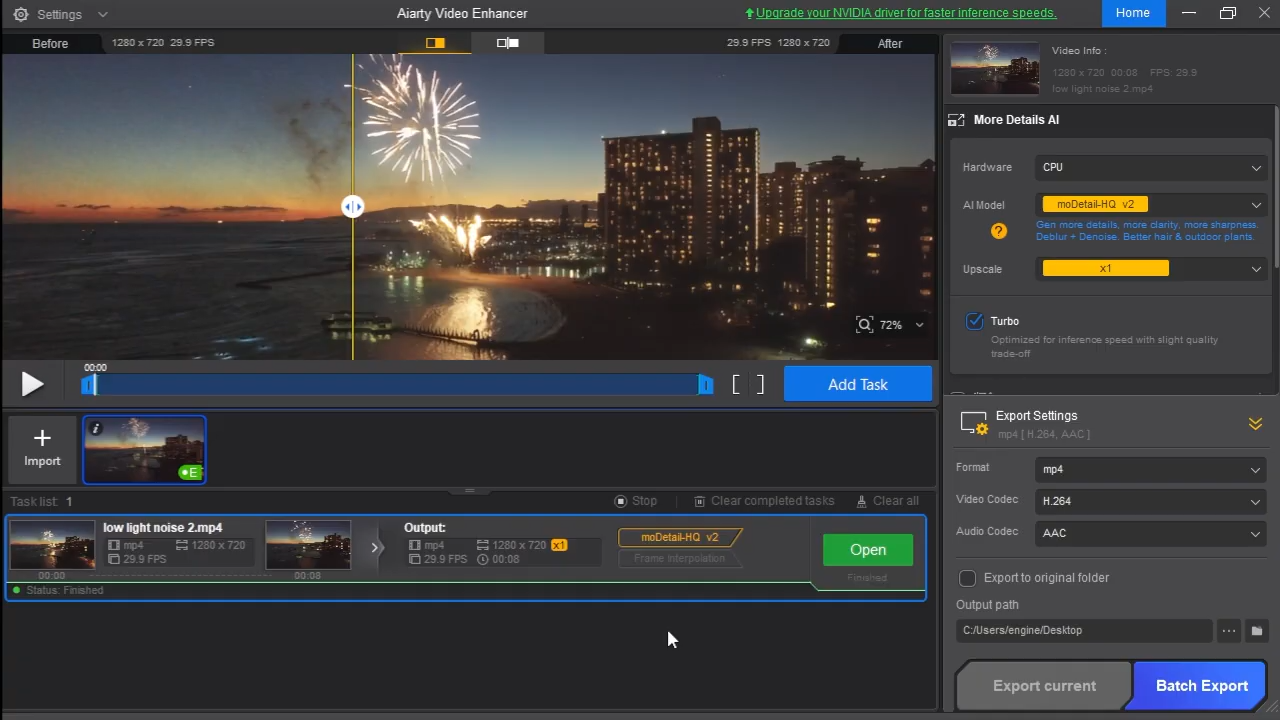 Settings
Aiarty Video Enhancer
Upgrade your NVIDIA driver for faster inference speeds.
Home
Before
1280 x 720 29.9 FPS
29.9 FPS 1280 x 720
After
72%
00:00
Add Task
Import
E
Task list: 1
Stop
Clear completed tasks
Clear all
low light noise 2.mp4
mp4
1280 x 720
29.9 FPS
00:00
00:08
Output:
mp4
1280 x 720 x1
29.9 FPS
00:08
moDetail-HQ v2
Frame interpolation
Open
Finished
Status: Finished
Video Info :
1280 x 720 00:08 FPS: 29.9
low light noise 2.mp4
More Details AI
Hardware
CPU
AI Model
moDetail-HQ v2
Gen more details, more clarity, more sharpness.
Deblur + Denoise. Better hair & outdoor plants.
Upscale
x1
Turbo
Optimized for inference speed with slight quality
trade-off
Export Settings
mp4 [ H.264, AAC ]
Format
mp4
Video Codec
H.264
Audio Codec
AAC
Export to original folder
Output path
C:/Users/engine/Desktop
Export current
Batch Export